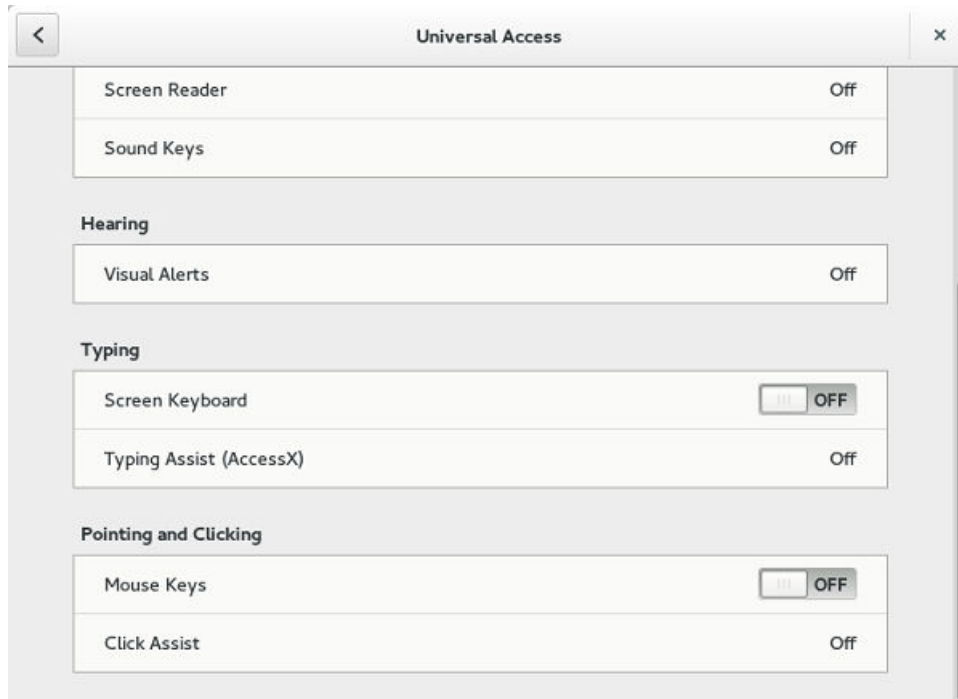 Universal Access
Screen Reader Off
Sound Keys Off
Hearing
Visual Alerts Off
Typing
Screen Keyboard OFF
Typing Assist (AccessX) Off
Pointing and Clicking
Mouse Keys OFF
Click Assist Off